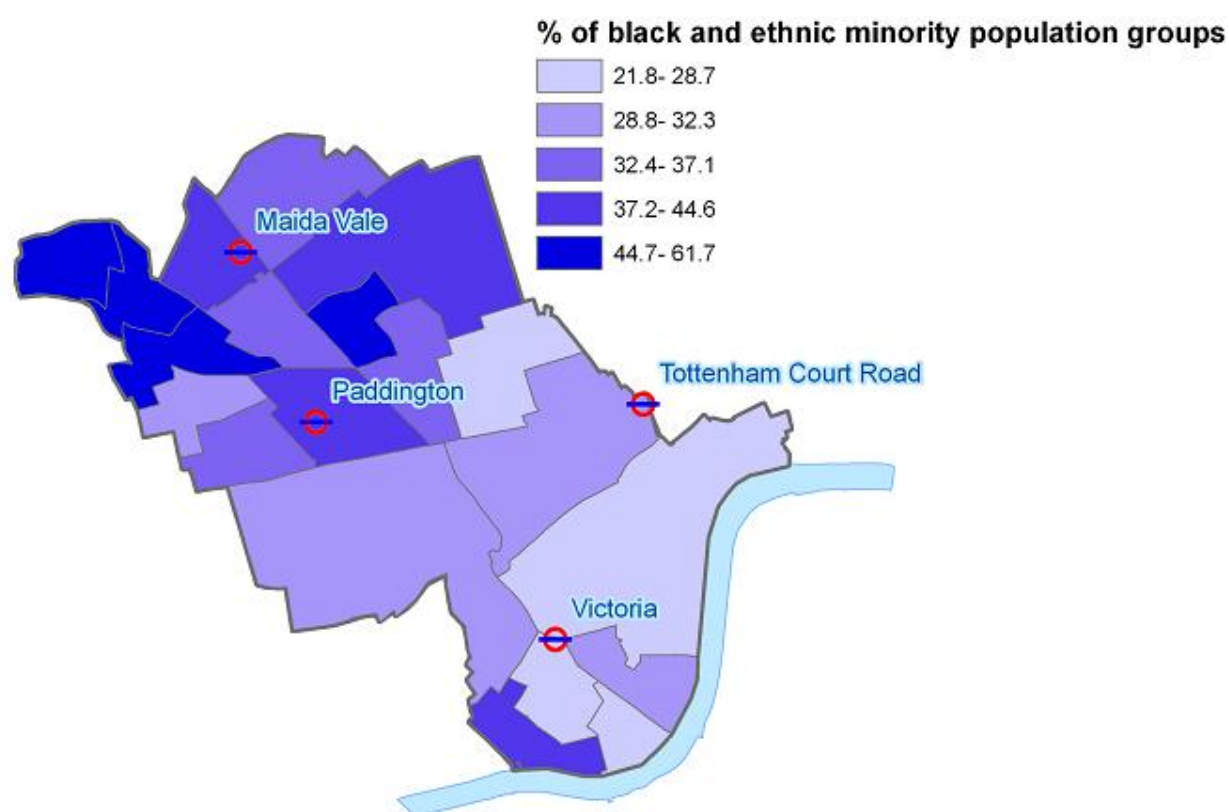 % of black and ethnic minority population groups
21.8- 28.7
28.8- 32.3
32.4- 37.1
37.2- 44.6
44.7- 61.7
Maida Vale
Tottenham Court Road
Paddington
Victoria